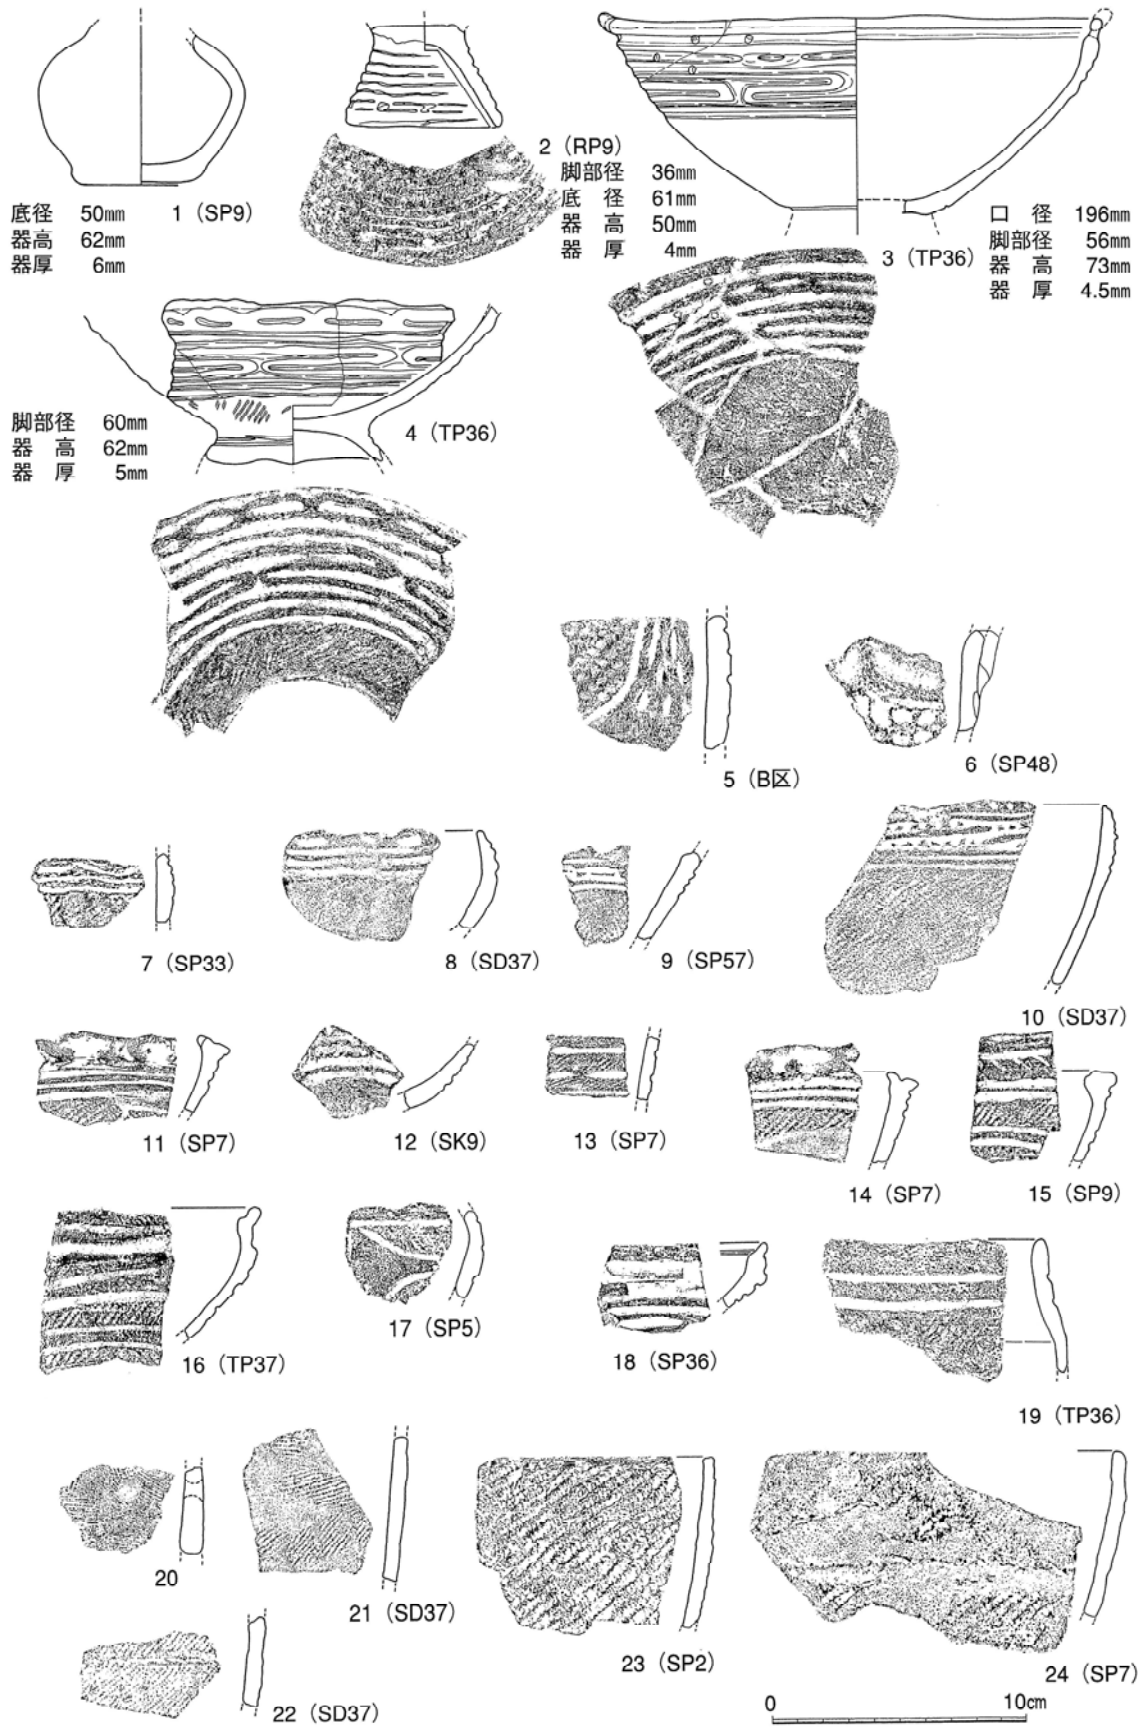 底径 50mm
器高 62mm
器厚 6mm
1（SP9）
2（RP9）
脚部径 36mm
底 径 61mm
器 高 50mm
器 厚 4mm
3（TP36）
口 径 196mm
脚部径 56mm
器 高 73mm
器 厚 4.5mm
脚部径 60mm
器 高 62mm
器 厚 5mm
4（TP36）
5（B区）
6（SP48）
7（SP33）
8（SD37）
9（SP57）
10（SD37）
11（SP7）
12（SK9）
13（SP7）
14（SP7）
15（SP9）
16（TP37）
17（SP5）
18（SP36）
19（TP36）
20
21（SD37）
22（SD37）
23（SP2）
24（SP7）
0 10cm